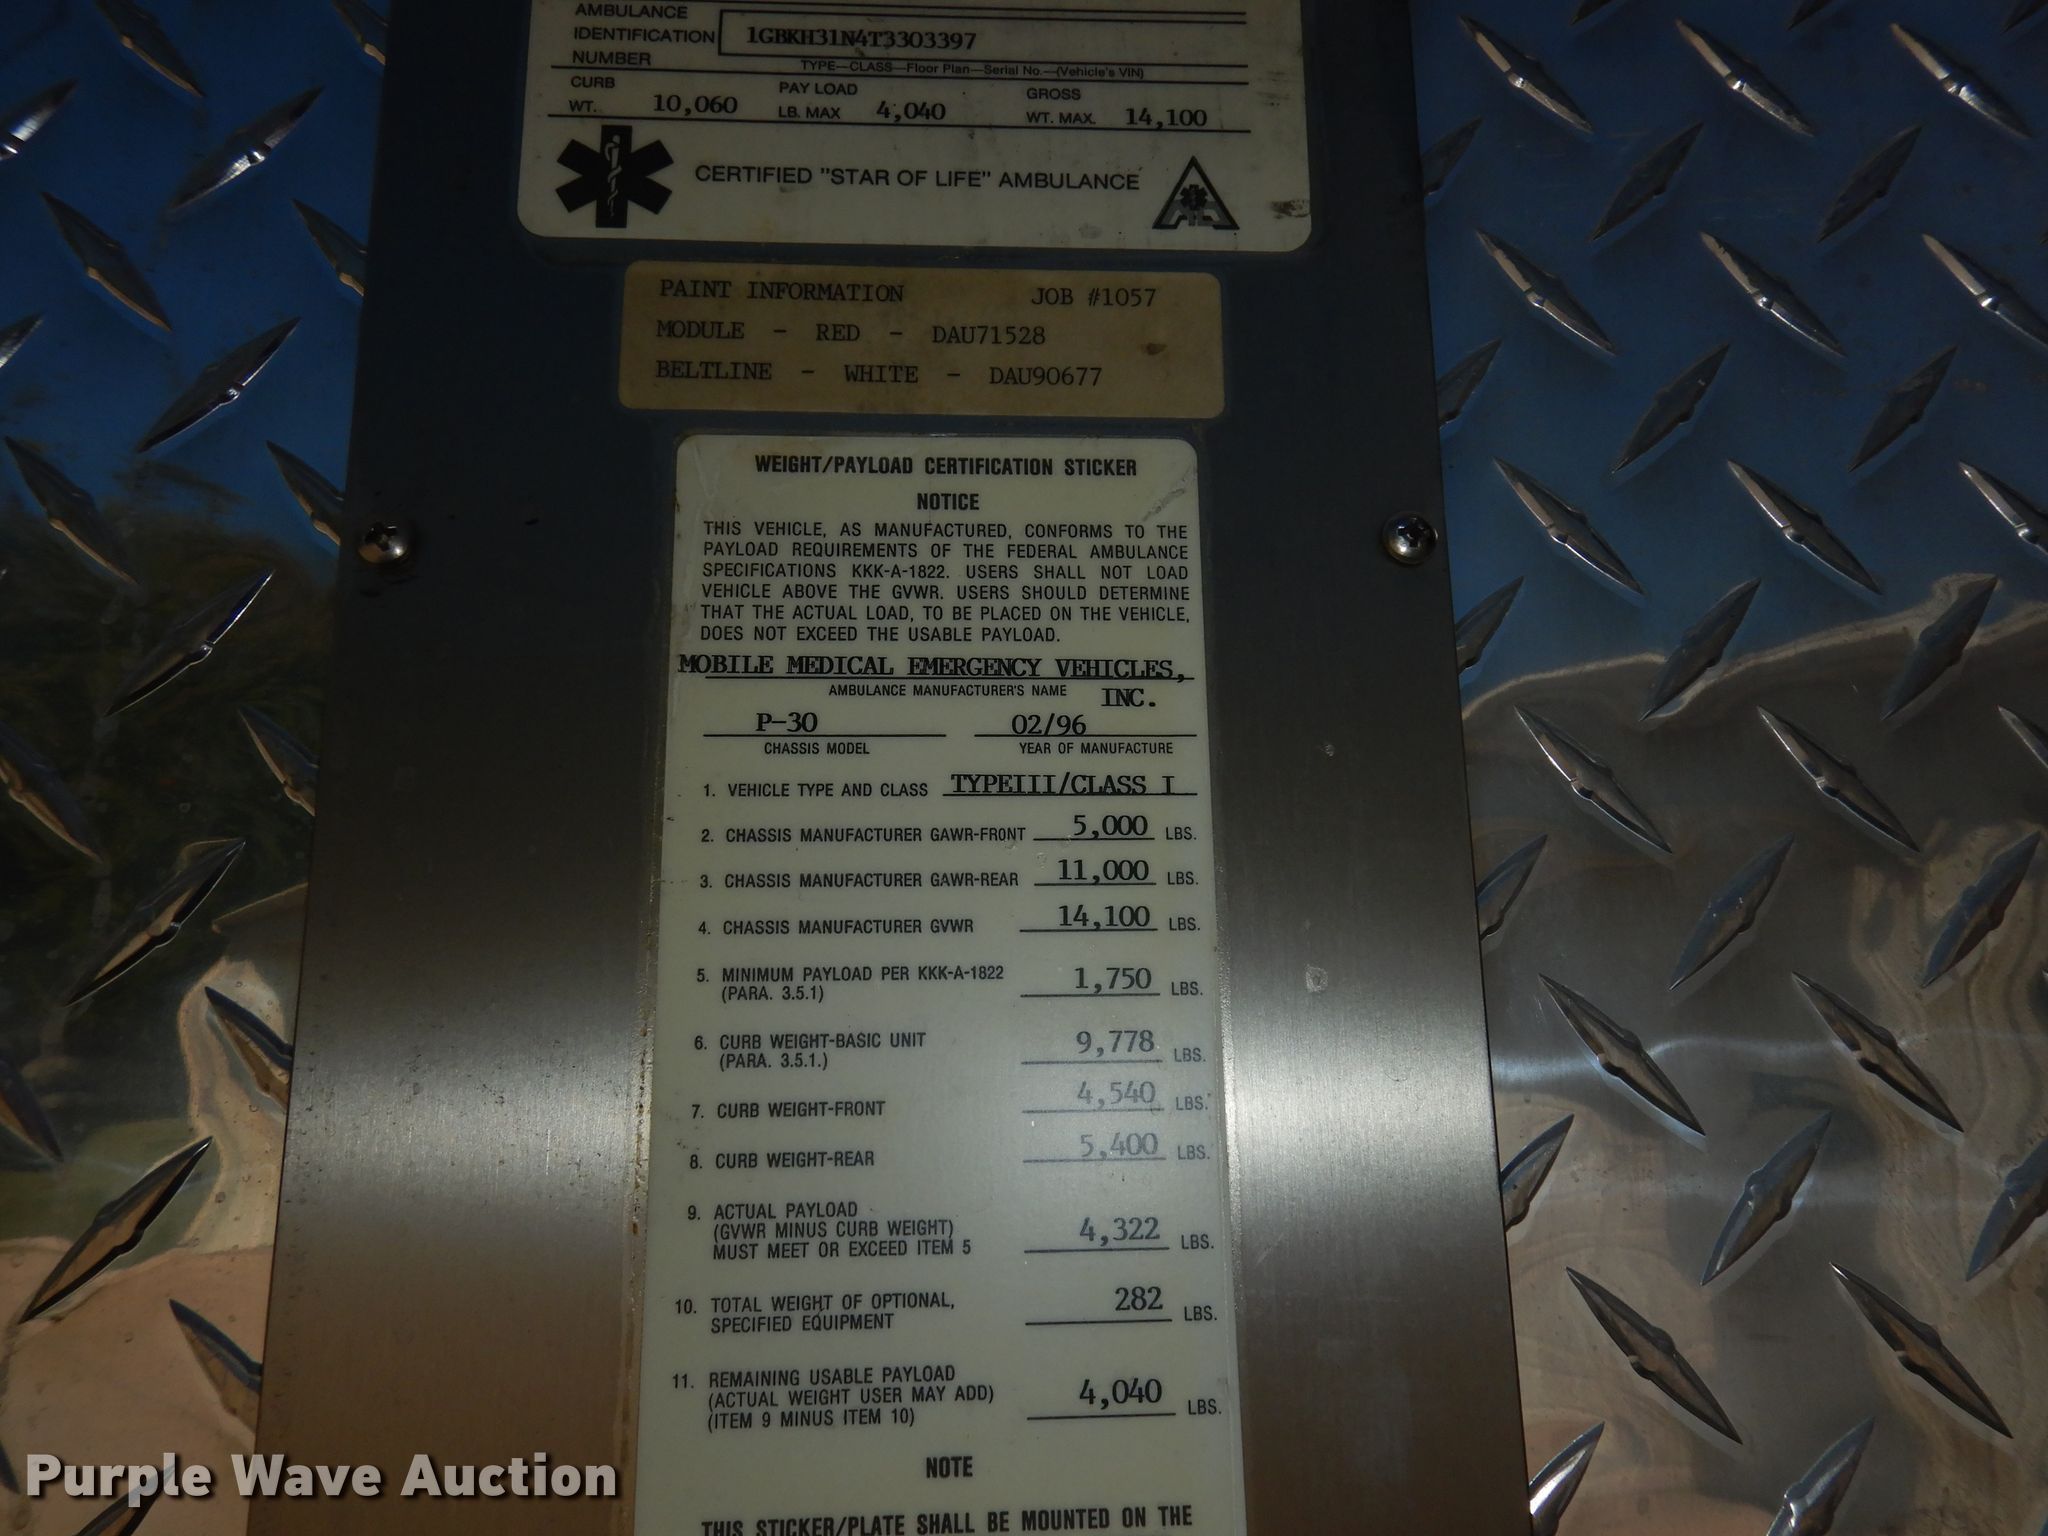 AMBULANCE
IDENTIFICATION 1GBKH31N4T3303397
NUMBER
TYPE—CLASS—Floor Plan—Serial No.—(Vehicle's VIN)
CURB PAY LOAD GROSS
WT. 10,060 LB. MAX 4,040 WT. MAX. 14,100
CERTIFIED "STAR OF LIFE" AMBULANCE
PAINT INFORMATION JOB #1057
MODULE - RED - DAU71528
BELTLINE - WHITE - DAU90677
WEIGHT/PAYLOAD CERTIFICATION STICKER
NOTICE
THIS VEHICLE, AS MANUFACTURED, CONFORMS TO THE
PAYLOAD REQUIREMENTS OF THE FEDERAL AMBULANCE
SPECIFICATIONS KKK-A-1822. USERS SHALL NOT LOAD
VEHICLE ABOVE THE GVWR. USERS SHOULD DETERMINE
THAT THE ACTUAL LOAD, TO BE PLACED ON THE VEHICLE,
DOES NOT EXCEED THE USABLE PAYLOAD.
MOBILE MEDICAL EMERGENCY VEHICLES,
AMBULANCE MANUFACTURER'S NAME INC.
P-30 02/96
CHASSIS MODEL YEAR OF MANUFACTURE
1. VEHICLE TYPE AND CLASS TYPEIII/CLASS I
2. CHASSIS MANUFACTURER GAWR-FRONT 5,000 LBS.
3. CHASSIS MANUFACTURER GAWR-REAR 11,000 LBS.
4. CHASSIS MANUFACTURER GVWR 14,100 LBS.
5. MINIMUM PAYLOAD PER KKK-A-1822 1,750 LBS.
(PARA. 3.5.1)
6. CURB WEIGHT-BASIC UNIT 9,778 LBS.
(PARA. 3.5.1.)
7. CURB WEIGHT-FRONT 4,540 LBS.
8. CURB WEIGHT-REAR 5,400 LBS.
9. ACTUAL PAYLOAD
(GVWR MINUS CURB WEIGHT) 4,322 LBS.
MUST MEET OR EXCEED ITEM 5
10. TOTAL WEIGHT OF OPTIONAL, 282 LBS.
SPECIFIED EQUIPMENT
11. REMAINING USABLE PAYLOAD
(ACTUAL WEIGHT USER MAY ADD) 4,040 LBS.
(ITEM 9 MINUS ITEM 10)
NOTE
THIS STICKER/PLATE SHALL BE MOUNTED ON THE
Purple Wave Auction